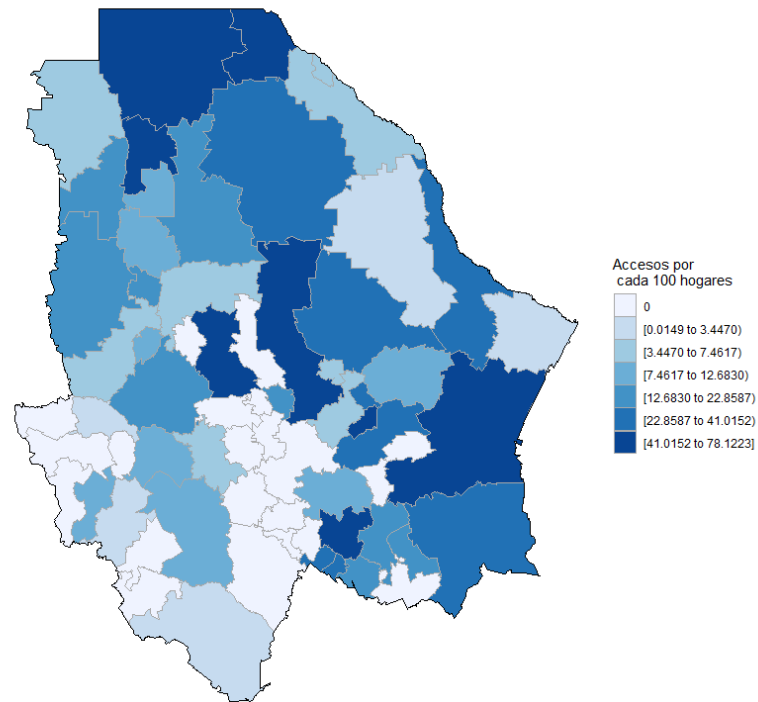 Accesos por
cada 100 hogares
0
[0.0149 to 3.4470)
[3.4470 to 7.4617)
[7.4617 to 12.6830)
[12.6830 to 22.8587)
[22.8587 to 41.0152)
[41.0152 to 78.1223]